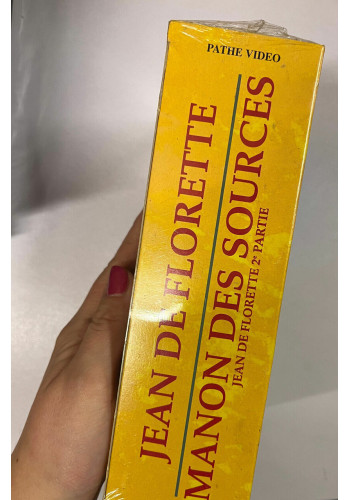 PATHE VIDEO
JEAN DE FLORETTE
MANON DES SOURCES
JEAN DE FLORETTE 2e PARTIE